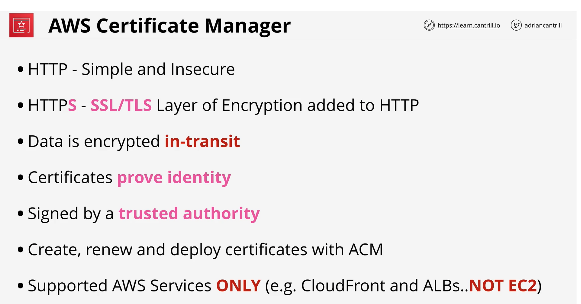 AWS Certificate Manager
https://learn.cantrill.io
adriancantrill
• HTTP - Simple and Insecure
• HTTPS - SSL/TLS Layer of Encryption added to HTTP
• Data is encrypted in-transit
• Certificates prove identity
• Signed by a trusted authority
• Create, renew and deploy certificates with ACM
• Supported AWS Services ONLY (e.g. CloudFront and ALBs..NOT EC2)